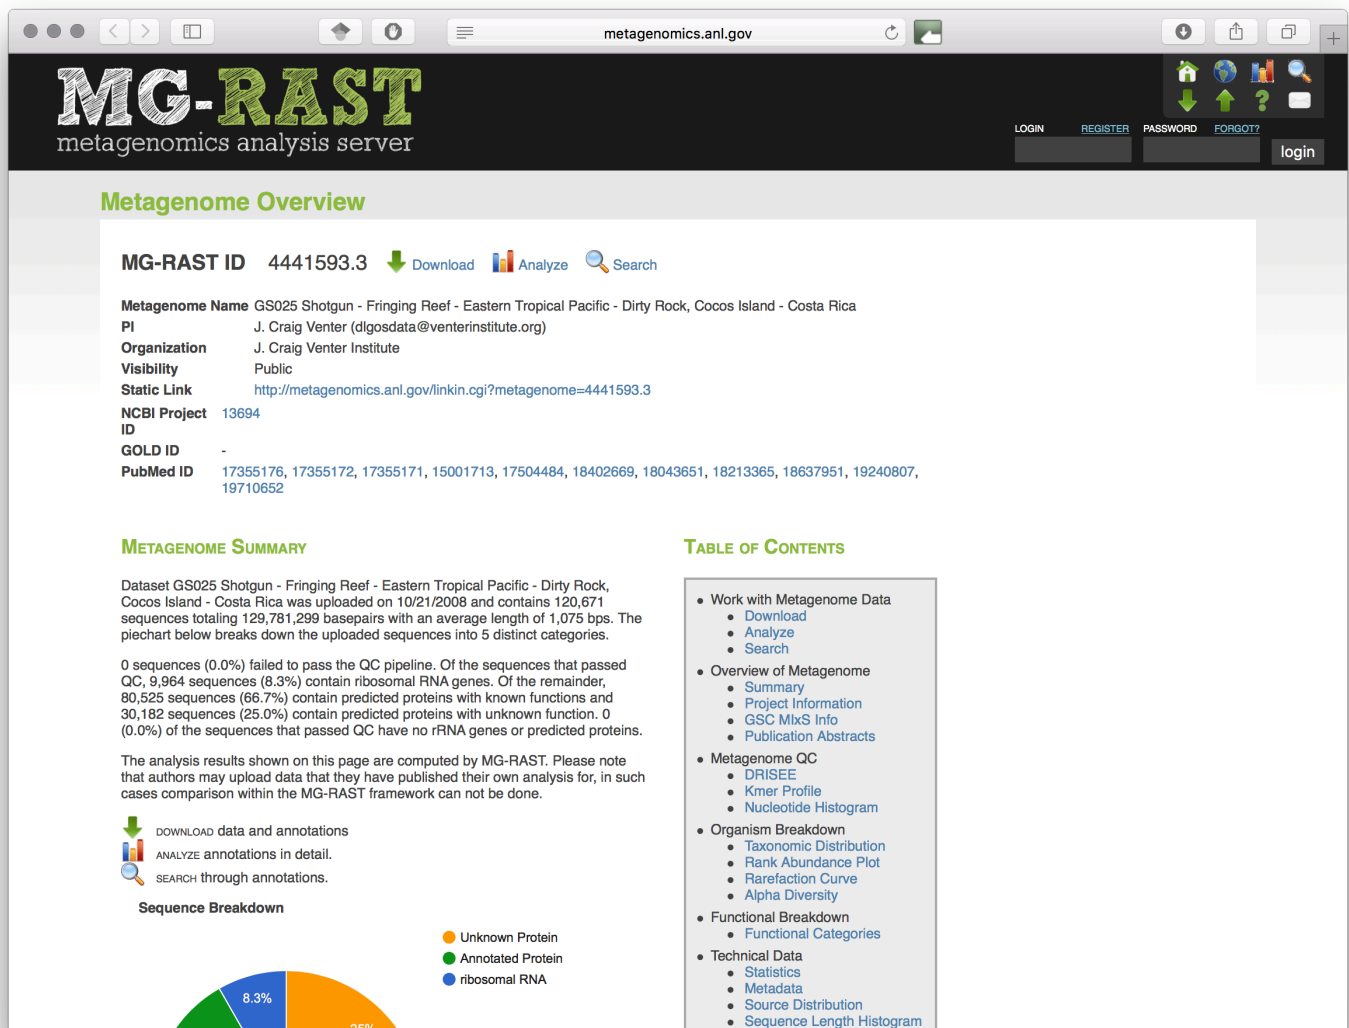 metagenomics.anl.gov
MG-RAST
metagenomics analysis server
LOGIN REGISTER PASSWORD FORGOT?
login
Metagenome Overview
MG-RAST ID 4441593.3 Download Analyze Search
Metagenome Name GS025 Shotgun - Fringing Reef - Eastern Tropical Pacific - Dirty Rock, Cocos Island - Costa Rica
PI J. Craig Venter (dlgosdata@venterinstitute.org)
Organization J. Craig Venter Institute
Visibility Public
Static Link http://metagenomics.anl.gov/linkin.cgi?metagenome=4441593.3
NCBI Project ID 13694
GOLD ID -
PubMed ID 17355176, 17355172, 17355171, 15001713, 17504484, 18402669, 18043651, 18213365, 18637951, 19240807,
19710652
METAGENOME SUMMARY
Dataset GS025 Shotgun - Fringing Reef - Eastern Tropical Pacific - Dirty Rock,
Cocos Island - Costa Rica was uploaded on 10/21/2008 and contains 120,671
sequences totaling 129,781,299 basepairs with an average length of 1,075 bps. The
piechart below breaks down the uploaded sequences into 5 distinct categories.
0 sequences (0.0%) failed to pass the QC pipeline. Of the sequences that passed
QC, 9,964 sequences (8.3%) contain ribosomal RNA genes. Of the remainder,
80,525 sequences (66.7%) contain predicted proteins with known functions and
30,182 sequences (25.0%) contain predicted proteins with unknown function. 0
(0.0%) of the sequences that passed QC have no rRNA genes or predicted proteins.
The analysis results shown on this page are computed by MG-RAST. Please note
that authors may upload data that they have published their own analysis for, in such
cases comparison within the MG-RAST framework can not be done.
DOWNLOAD data and annotations
ANALYZE annotations in detail.
SEARCH through annotations.
Sequence Breakdown
Unknown Protein
Annotated Protein
ribosomal RNA
8.3%
25%
TABLE OF CONTENTS
Work with Metagenome Data
Download
Analyze
Search
Overview of Metagenome
Summary
Project Information
GSC MIxS Info
Publication Abstracts
Metagenome QC
DRISEE
Kmer Profile
Nucleotide Histogram
Organism Breakdown
Taxonomic Distribution
Rank Abundance Plot
Rarefaction Curve
Alpha Diversity
Functional Breakdown
Functional Categories
Technical Data
Statistics
Metadata
Source Distribution
Sequence Length Histogram